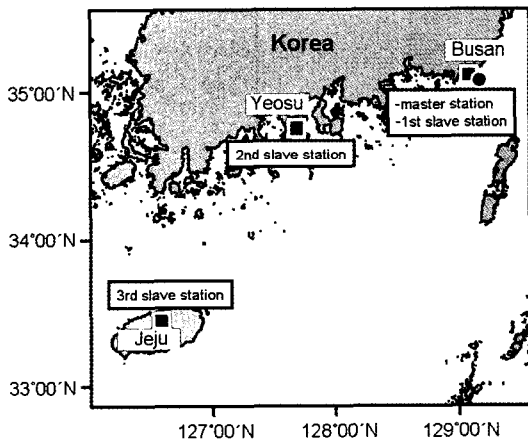 Korea
Busan
35°00´N
Yeosu
-master station
-1st slave station
2nd slave station
34°00´N
3rd slave station
Jeju
33°00´N
127°00´N
128°00´N
129°00´N